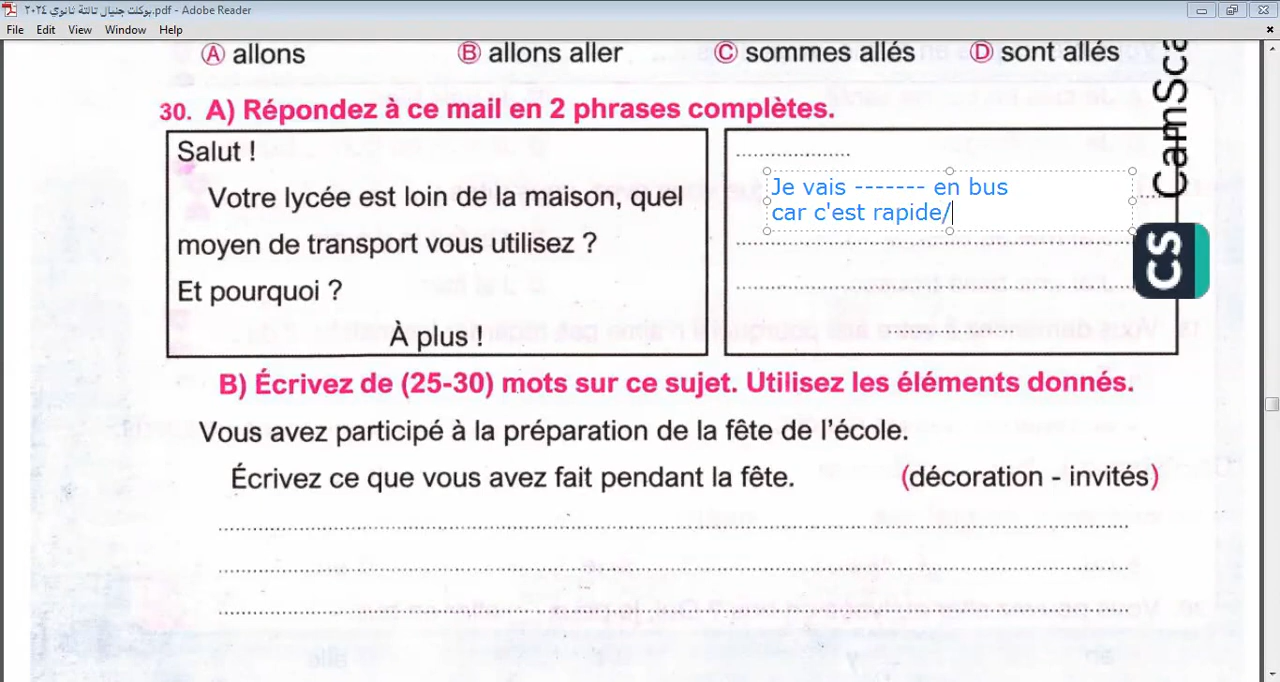 بوكلت جنيال تالتة ثانوي ٢٠٢٤.pdf - Adobe Reader
File Edit View Window Help
A allons B allons aller C sommes allés D sont allés
30. A) Répondez à ce mail en 2 phrases complètes.
Salut !
Votre lycée est loin de la maison, quel
moyen de transport vous utilisez ?
Et pourquoi ?
À plus !
....................
Je vais ------- en bus
car c'est rapide/
CS CamSca
B) Écrivez de (25-30) mots sur ce sujet. Utilisez les éléments donnés.
Vous avez participé à la préparation de la fête de l'école.
Écrivez ce que vous avez fait pendant la fête. (décoration - invités)